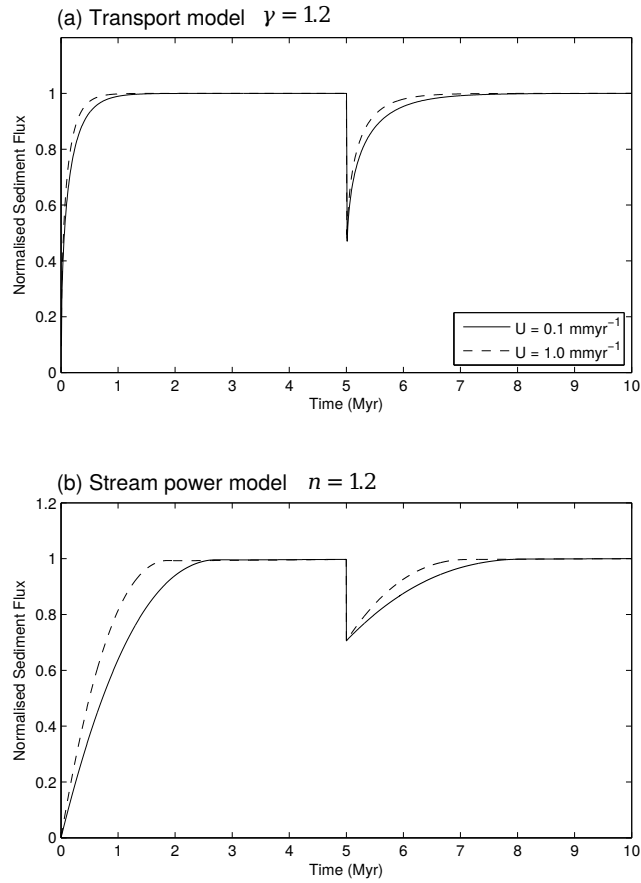 (a) Transport model γ = 1.2
Normalised Sediment Flux
1
0.8
0.6
0.4
0.2
0
0 1 2 3 4 5 6 7 8 9 10
Time (Myr)
U = 0.1 mmyr⁻¹
U = 1.0 mmyr⁻¹
(b) Stream power model n = 1.2
Normalised Sediment Flux
1.2
1
0.8
0.6
0.4
0.2
0
0 1 2 3 4 5 6 7 8 9 10
Time (Myr)